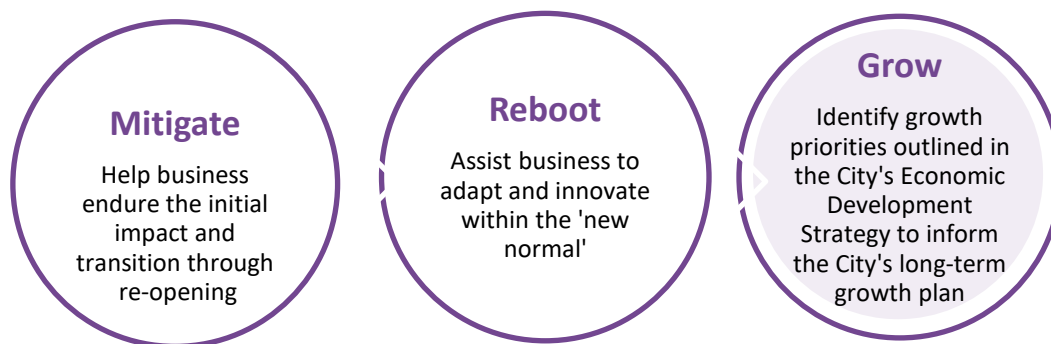 Mitigate
Help business
endure the initial
impact and
transition through
re-opening
Reboot
Assist business to
adapt and innovate
within the 'new
normal'
Grow
Identify growth
priorities outlined in
the City's Economic
Development
Strategy to inform
the City's long-term
growth plan